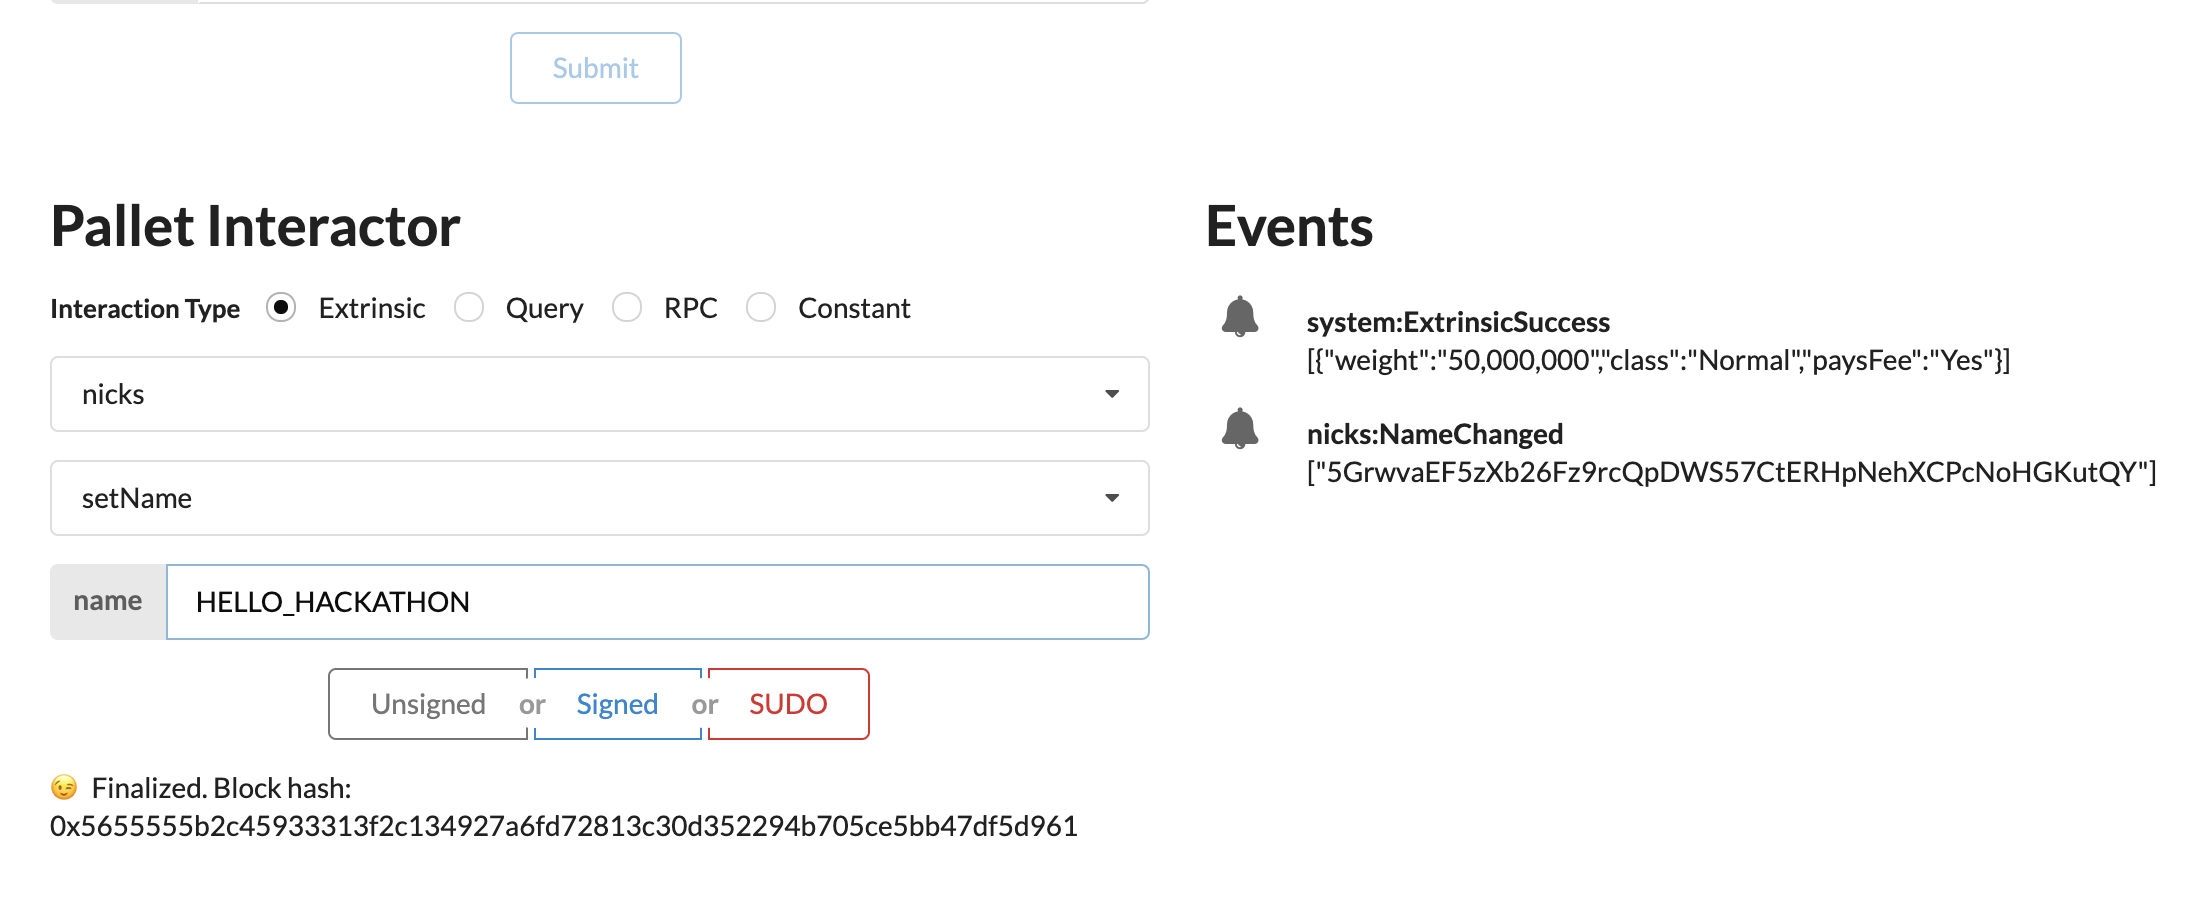 Submit
Pallet Interactor
Interaction Type Extrinsic Query RPC Constant
nicks
setName
name HELLO_HACKATHON
Unsigned or Signed or SUDO
😉 Finalized. Block hash:
0x5655555b2c45933313f2c134927a6fd72813c30d352294b705ce5bb47df5d961
Events
system:ExtrinsicSuccess
[{"weight":"50,000,000","class":"Normal","paysFee":"Yes"}]
nicks:NameChanged
["5GrwvaEF5zXb26Fz9rcQpDWS57CtERHpNehXCPcNoHGKutQY"]